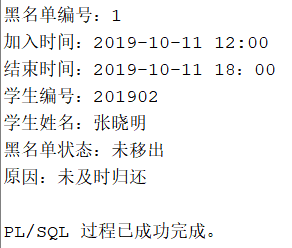 黑名单编号：1
加入时间：2019-10-11 12:00
结束时间：2019-10-11 18：00
学生编号：201902
学生姓名：张晓明
黑名单状态：未移出
原因：未及时归还
PL/SQL 过程已成功完成。